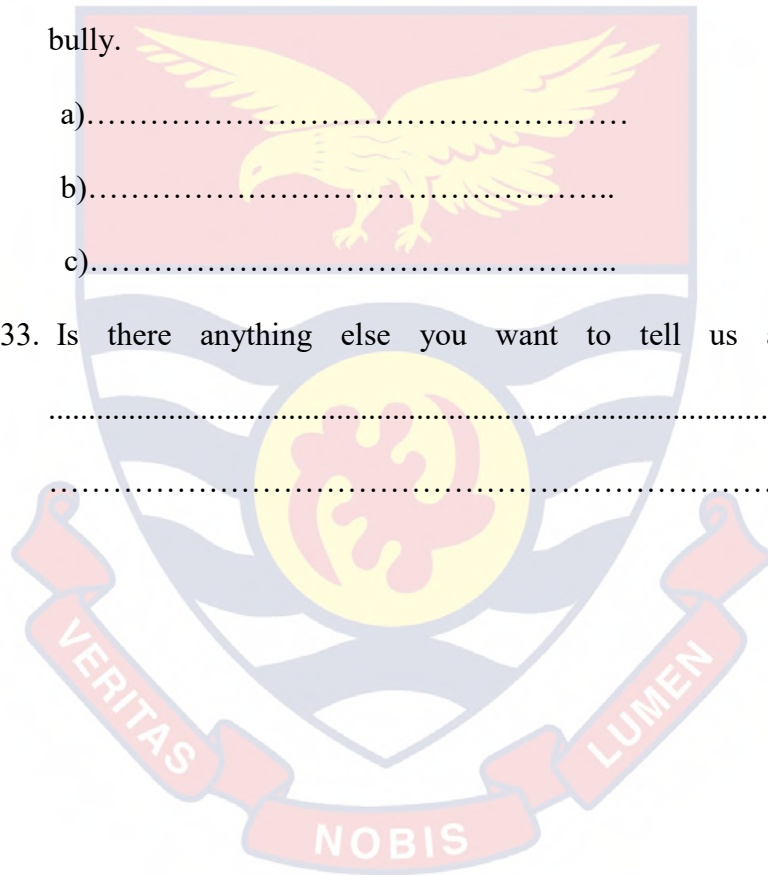 bully.
a)……………………………………………
b)…………………………………………..
c)…………………………………………..
33. Is there anything else you want to tell us
..........................................................................................
……………………………………………………………
VERITAS
NOBIS
LUMEN